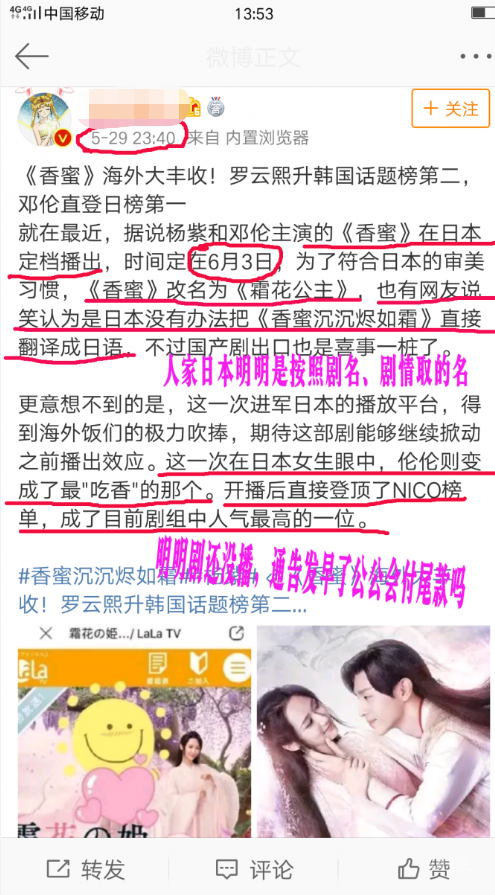 4G 4G 中国移动 13:53
微博正文
+ 关注
5-29 23:40 来自 内置浏览器
《香蜜》海外大丰收！罗云熙升韩国话题榜第二，
邓伦直登日榜第一
就在最近，据说杨紫和邓伦主演的《香蜜》在日本
定档播出，时间定在6月3日，为了符合日本的审美
习惯，《香蜜》改名为《霜花公主》，也有网友说
笑认为是日本没有办法把《香蜜沉沉烬如霜》直接
翻译成日语，不过国产剧出口也是喜事一桩了。
人家日本明明是按照剧名、剧情取的名
更意想不到的是，这一次进军日本的播放平台，得
到海外饭们的极力吹捧，期待这部剧能够继续掀动
之前播出效应。这一次在日本女生眼中，伦伦则变
成了最"吃香"的那个。开播后直接登顶了NICO榜
单，成了目前剧组中人气最高的一位。
明明剧还没播，通告发早了公公会付尾款吗
#香蜜沉沉烬如霜#
收！罗云熙升韩国话题榜第二...
× 霜花の姫.../ LaLa TV
LaLa
TV
霜花の姫
转发 评论 赞